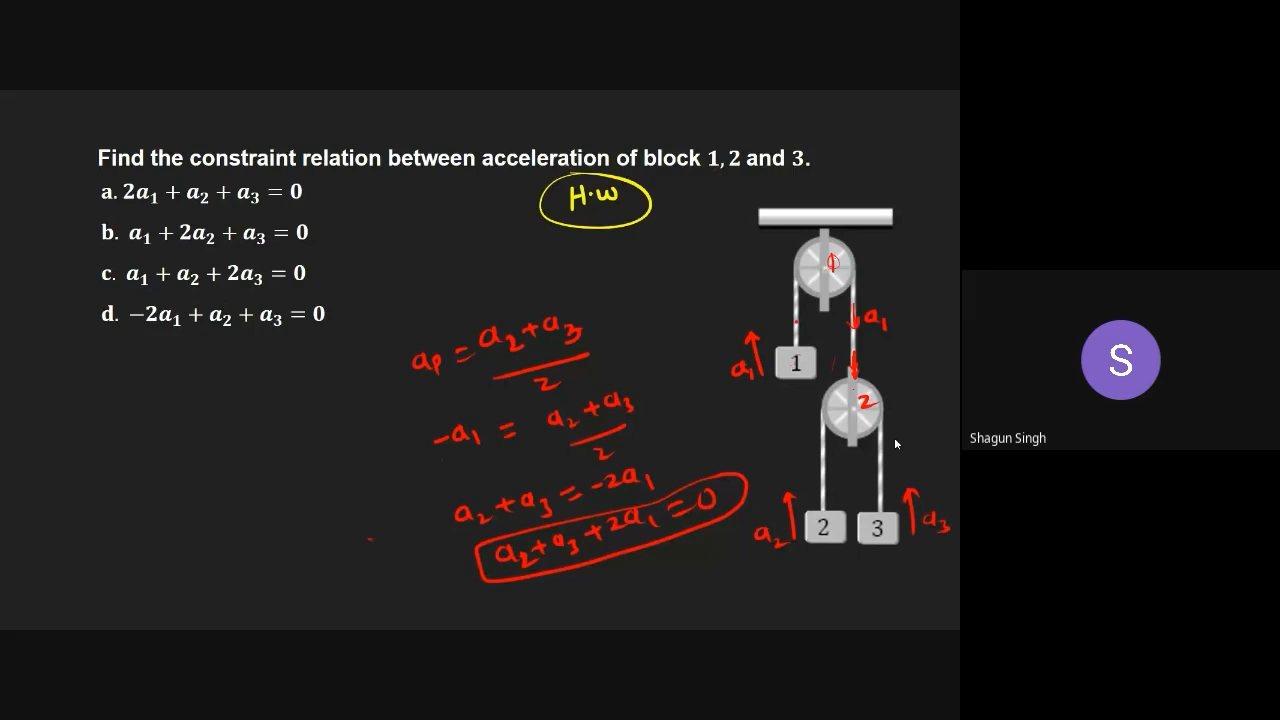 Find the constraint relation between acceleration of block 1, 2 and 3.
H.W
a. 2a₁ + a₂ + a₃ = 0
b. a₁ + 2a₂ + a₃ = 0
c. a₁ + a₂ + 2a₃ = 0
d. −2a₁ + a₂ + a₃ = 0
1
a₁
aₚ = (a₂ + a₃)/2
a₁
1
2
-a₁ = (a₂ + a₃)/2
a₂ + a₃ = -2a₁
a₂ + a₃ + 2a₁ = 0
a₂
2
3
a₃
S
Shagun Singh